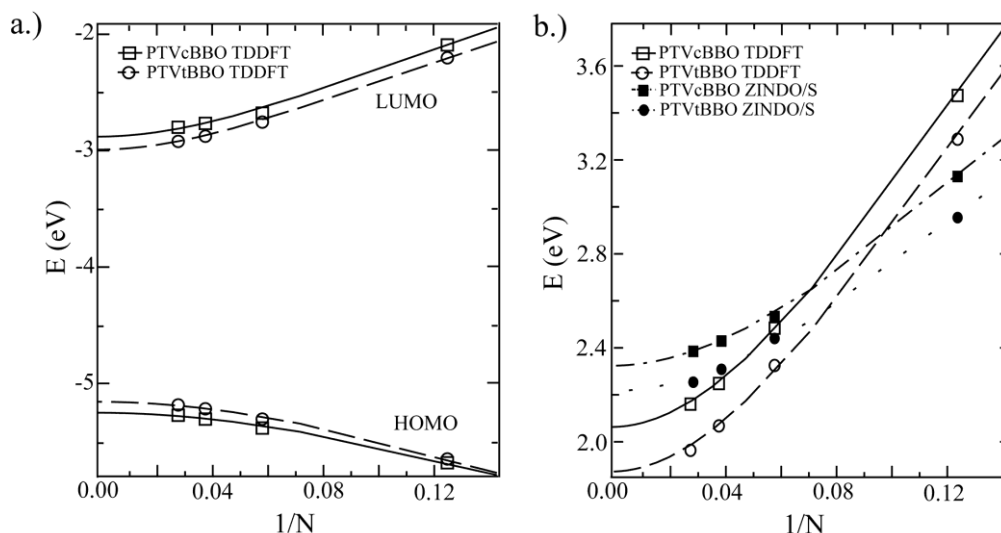 a.)
-2
PTVcBBO TDDFT
PTVtBBO TDDFT
LUMO
-3
E (eV)
-4
-5
HOMO
0.00 0.04 0.08 0.12
1/N
b.)
PTVcBBO TDDFT
PTVtBBO TDDFT
PTVcBBO ZINDO/S
PTVtBBO ZINDO/S
3.6
3.2
E (eV)
2.8
2.4
2.0
0.00 0.04 0.08 0.12
1/N